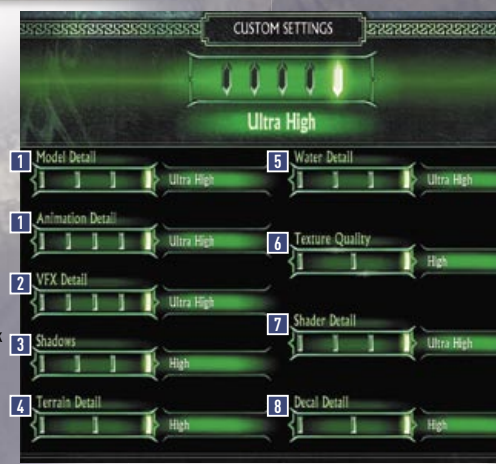 CUSTOM SETTINGS
Ultra High
1
Model Detail
Ultra High
1
Animation Detail
Ultra High
2
VFX Detail
Ultra High
3
Shadows
High
4
Terrain Detail
High
5
Water Detail
Ultra High
6
Texture Quality
High
7
Shader Detail
Ultra High
8
Decal Detail
High